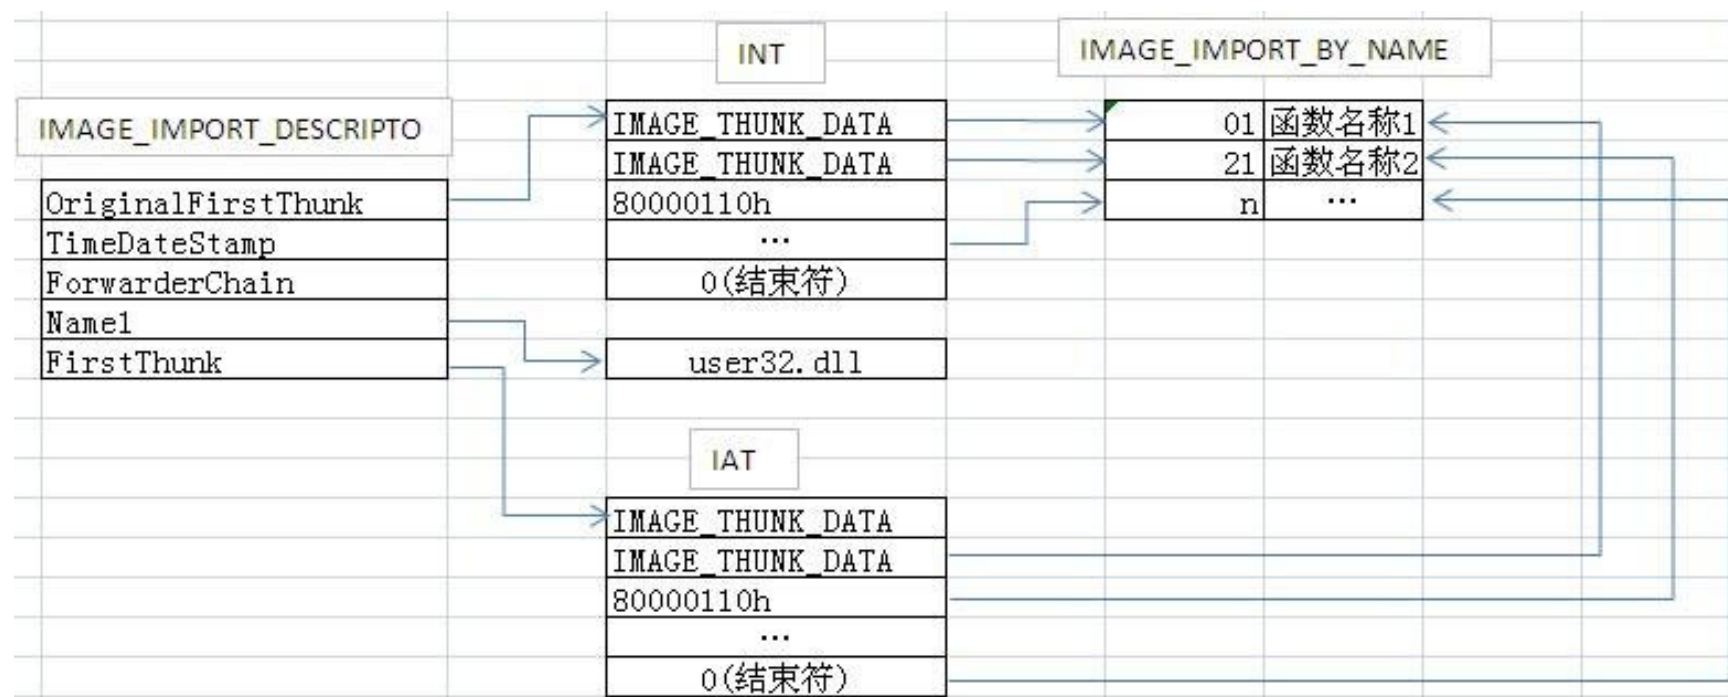 INT
IMAGE_IMPORT_BY_NAME
IMAGE_IMPORT_DESCRIPTO
OriginalFirstThunk
TimeDateStamp
ForwarderChain
Name1
FirstThunk
IMAGE_THUNK_DATA
IMAGE_THUNK_DATA
80000110h
...
0(结束符)
01 函数名称1
21 函数名称2
n ...
user32.dll
IAT
IMAGE_THUNK_DATA
IMAGE_THUNK_DATA
80000110h
...
0(结束符)